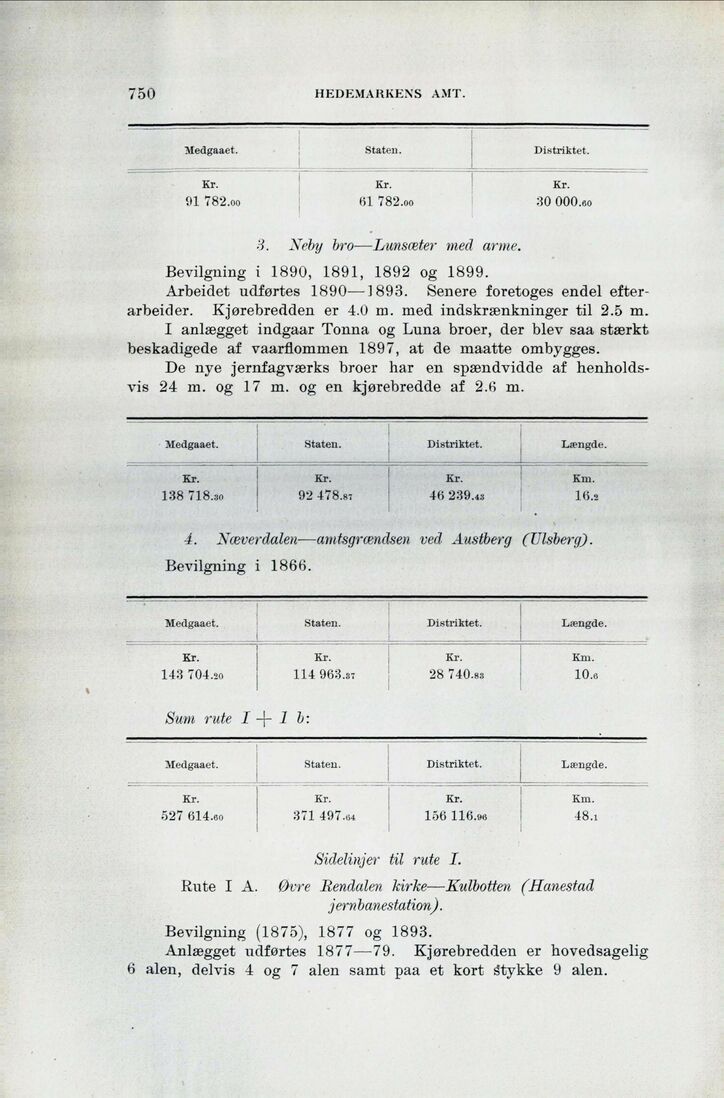 750 HEDEMARKENS AMT.
Medgaaet. Staten. Distriktet.
Kr. Kr. Kr.
91 782.00 61 782.00 30 000.60
3. Neby bro—Lunsæter med arme.
Bevilgning i 1890, 1891, 1892 og 1899.
Arbeidet udførtes 1890—1893. Senere foretoges endel efter-
arbeider. Kjørebredden er 4.0 m. med indskrænkninger til 2.5 m.
I anlægget indgaar Tonna og Luna broer, der blev saa stærkt
beskadigede af vaarflommen 1897, at de maatte ombygges.
De nye jernfagværks broer har en spændvidde af henholds-
vis 24 m. og 17 m. og en kjørebredde af 2.6 m.
Medgaaet. Staten. Distriktet. Længde.
Kr. Kr. Kr. Km.
138 718.30 92 478.87 46 239.43 16.2
4. Næverdalen—amtsgrændsen ved Austberg (Ulsberg).
Bevilgning i 1866.
Medgaaet. Staten. Distriktet. Længde.
Kr. Kr. Kr. Km.
143 704.20 114 963.37 28 740.83 10.6
Sum rute I + I b:
Medgaaet. Staten. Distriktet. Længde.
Kr. Kr. Kr. Km.
527 614.60 371 497.64 156 116.96 48.1
Sidelinjer til rute I.
Rute I A. Øvre Rendalen kirke—Kulbotten (Hanestad
jernbanestation).
Bevilgning (1875), 1877 og 1893.
Anlægget udførtes 1877—79. Kjørebredden er hovedsagelig
6 alen, delvis 4 og 7 alen samt paa et kort stykke 9 alen.